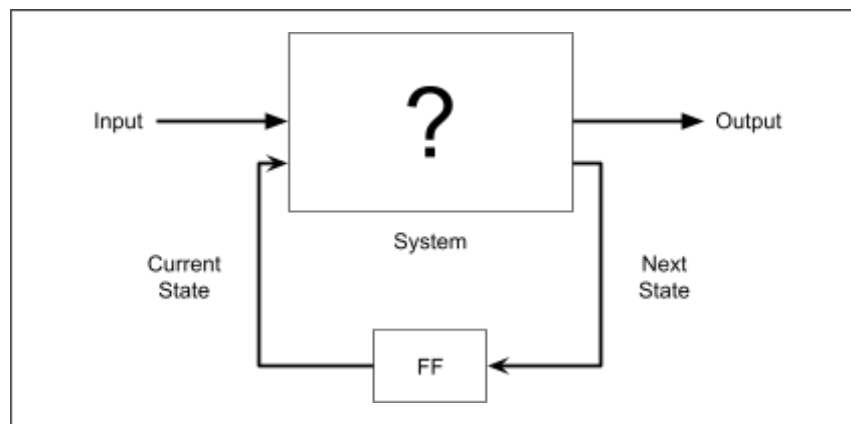 Input
?
Output
System
Current
State
Next
State
FF